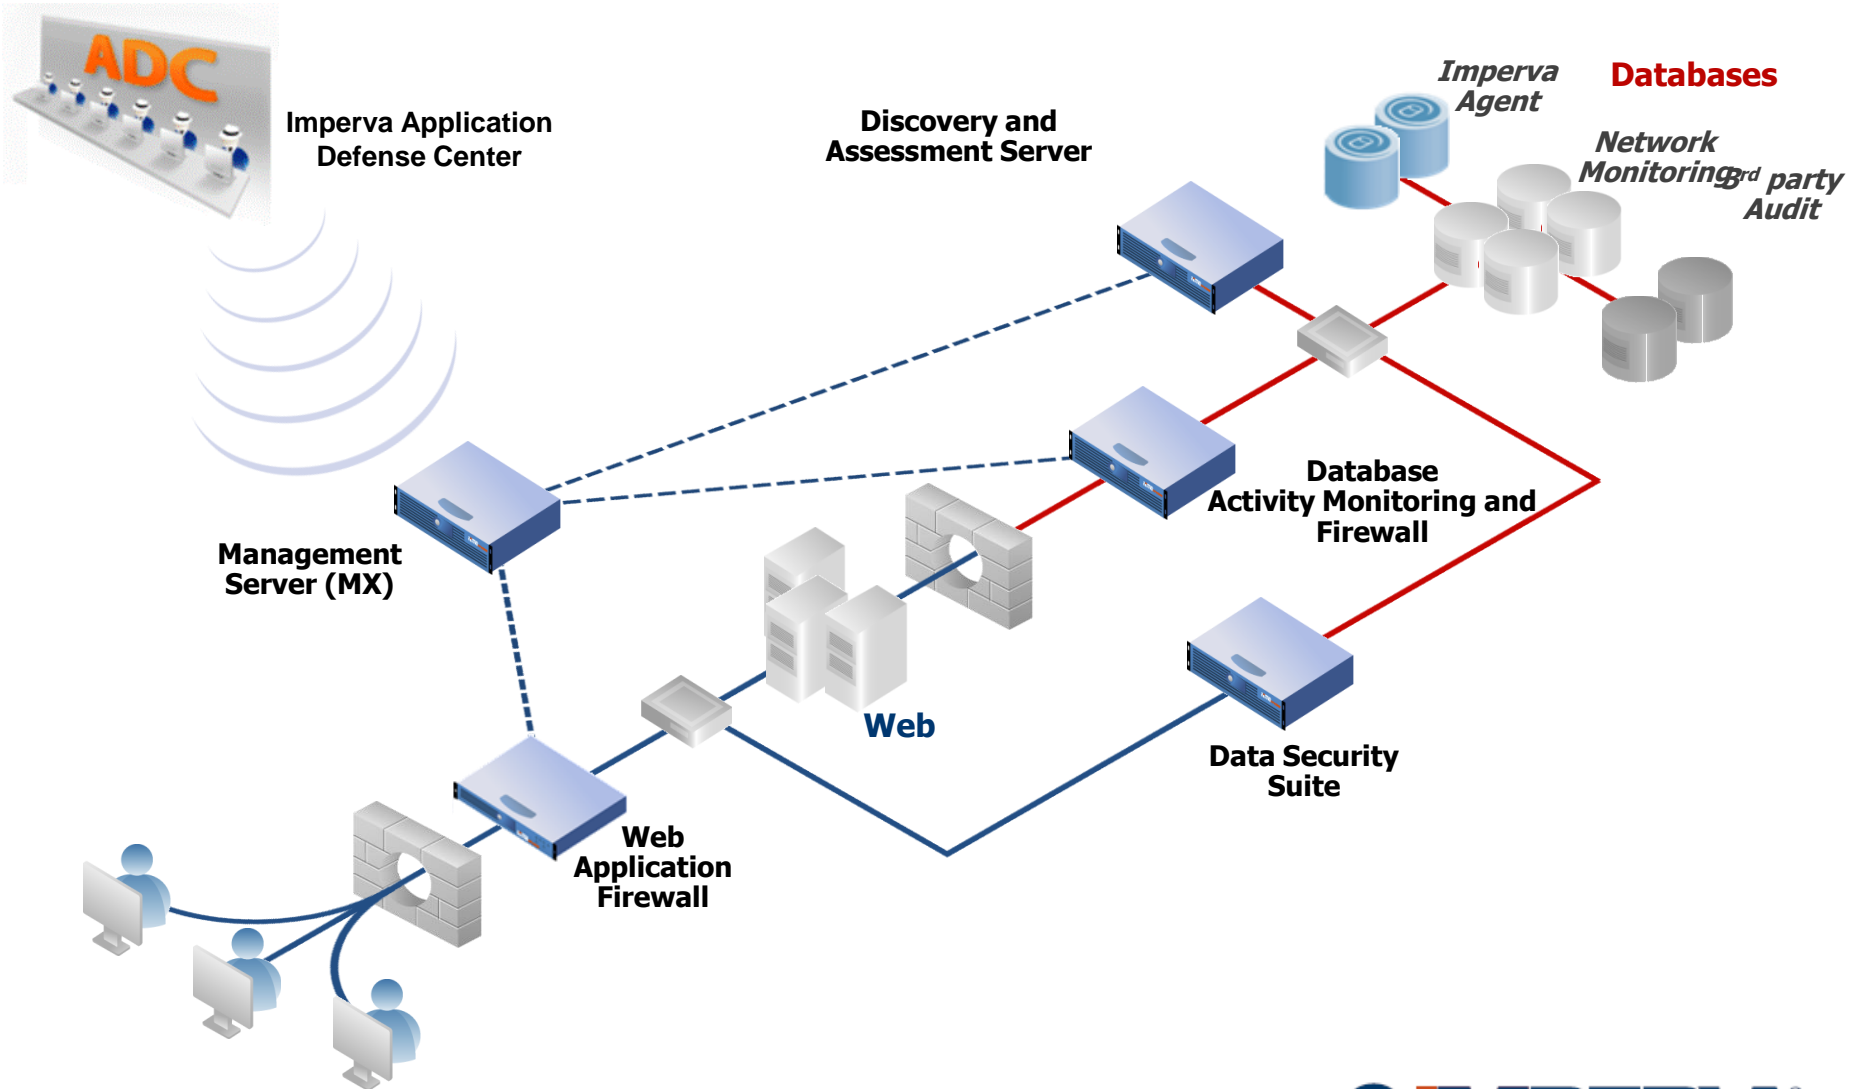 ADC
Imperva Application
Defense Center
Discovery and
Assessment Server
Imperva
Agent
Databases
Network
Monitoring
3rd party
Audit
Management
Server (MX)
Database
Activity Monitoring and
Firewall
Web
Data Security
Suite
Web
Application
Firewall